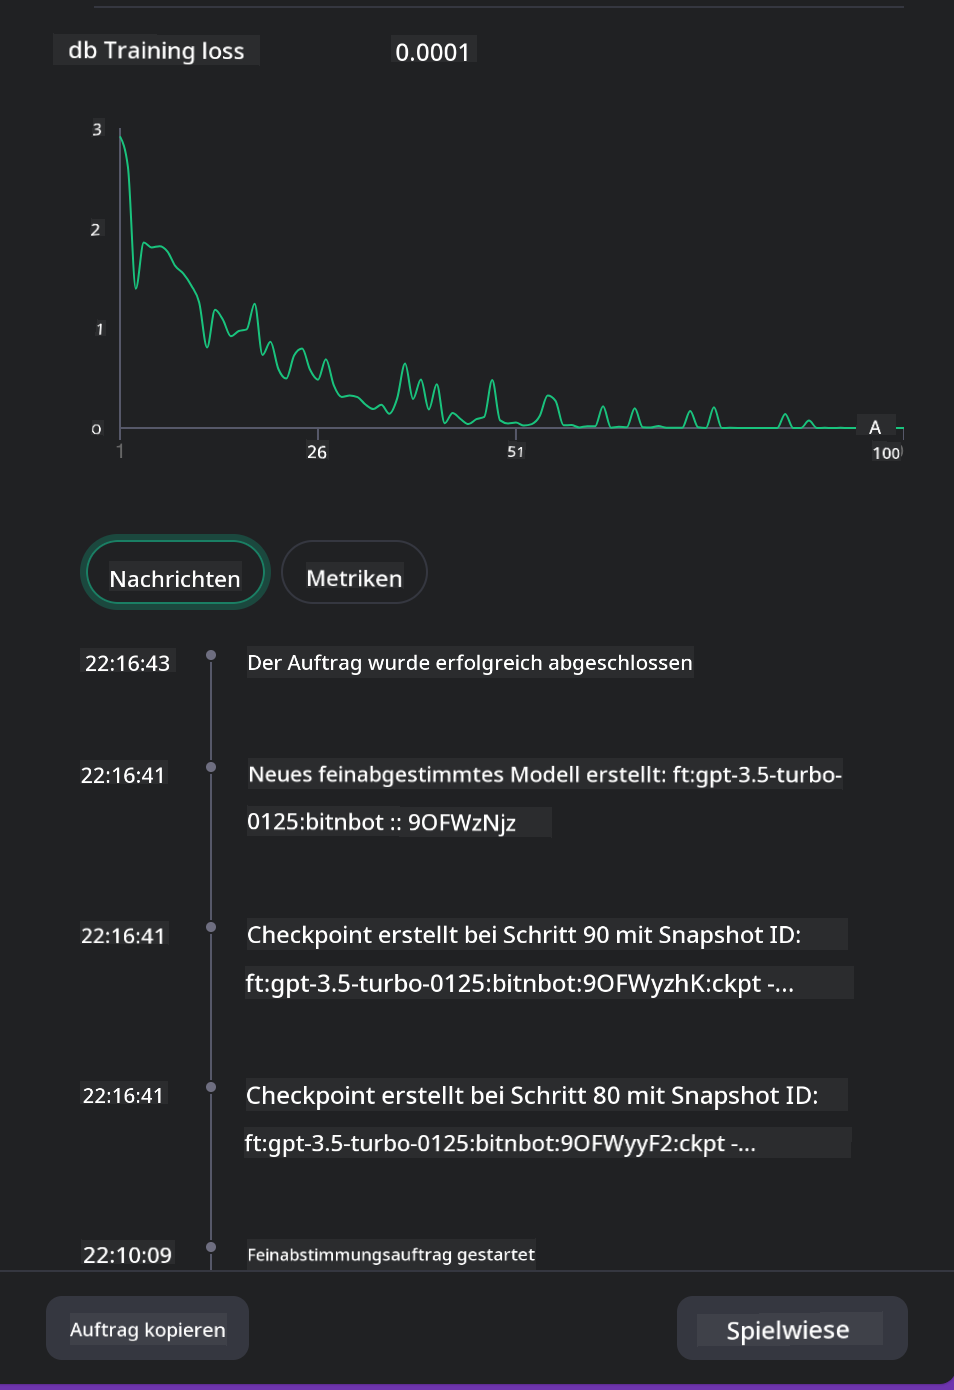 db Training loss 0.0001
3
2
1
0
1 26 51 100
A
Nachrichten Metriken
22:16:43 Der Auftrag wurde erfolgreich abgeschlossen
22:16:41 Neues feinabgestimmtes Modell erstellt: ft:gpt-3.5-turbo-
0125:bitnbot :: 9OFWzNjz
22:16:41 Checkpoint erstellt bei Schritt 90 mit Snapshot ID:
ft:gpt-3.5-turbo-0125:bitnbot:9OFWyzhK:ckpt -...
22:16:41 Checkpoint erstellt bei Schritt 80 mit Snapshot ID:
ft:gpt-3.5-turbo-0125:bitnbot:9OFWyyF2:ckpt -...
22:10:09 Feinabstimmungsauftrag gestartet
Auftrag kopieren Spielwiese